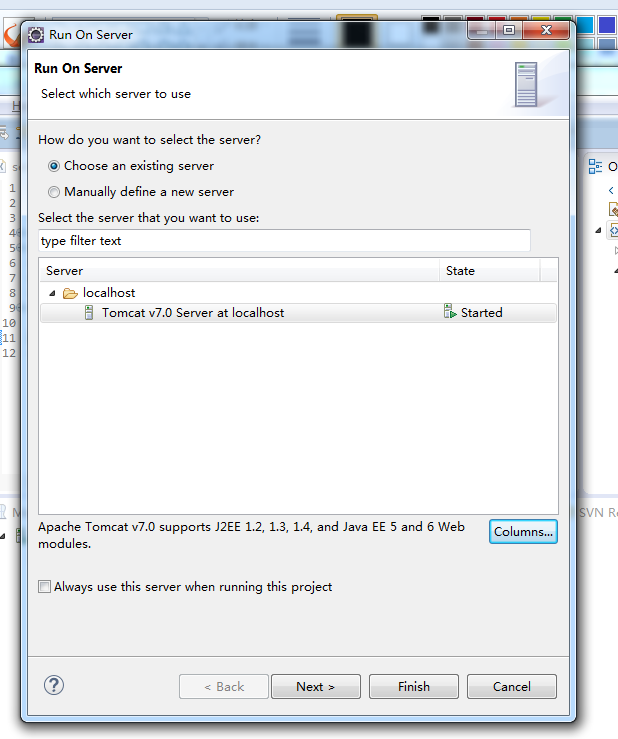 Run On Server
Run On Server
Select which server to use
How do you want to select the server?
Choose an existing server
Manually define a new server
Select the server that you want to use:
type filter text
Server State
localhost
Tomcat v7.0 Server at localhost Started
Apache Tomcat v7.0 supports J2EE 1.2, 1.3, 1.4, and Java EE 5 and 6 Web
modules.
Columns...
Always use this server when running this project
< Back Next > Finish Cancel
1
2
3
4
5
6
7
8
9
10
11
12
SVN Re